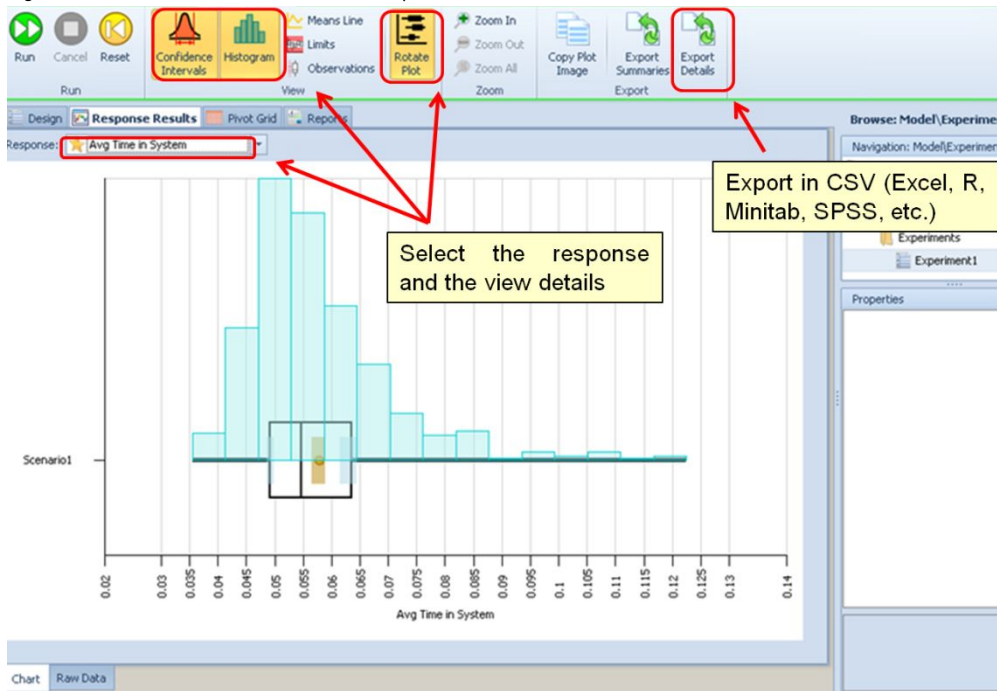 Means Line
Zoom In
Limits
Zoom Out
Run Cancel Reset
Confidence Intervals
Histogram
Observations
Rotate Plot
Zoom All
Copy Plot Image
Export Summaries
Export Details
Run
View
Zoom
Export
Design
Response Results
Pivot Grid
Reports
Browse: Model\Experime
Response: Avg Time in System
Navigation: Model\Experimen
Export in CSV (Excel, R,
Minitab, SPSS, etc.)
Select the response
and the view details
Experiments
Experiment1
Properties
Scenario1
0.02 0.03 0.035 0.04 0.045 0.05 0.055 0.06 0.065 0.07 0.075 0.08 0.085 0.09 0.095 0.1 0.105 0.11 0.115 0.12 0.125 0.13 0.14
Avg Time in System
Chart
Raw Data